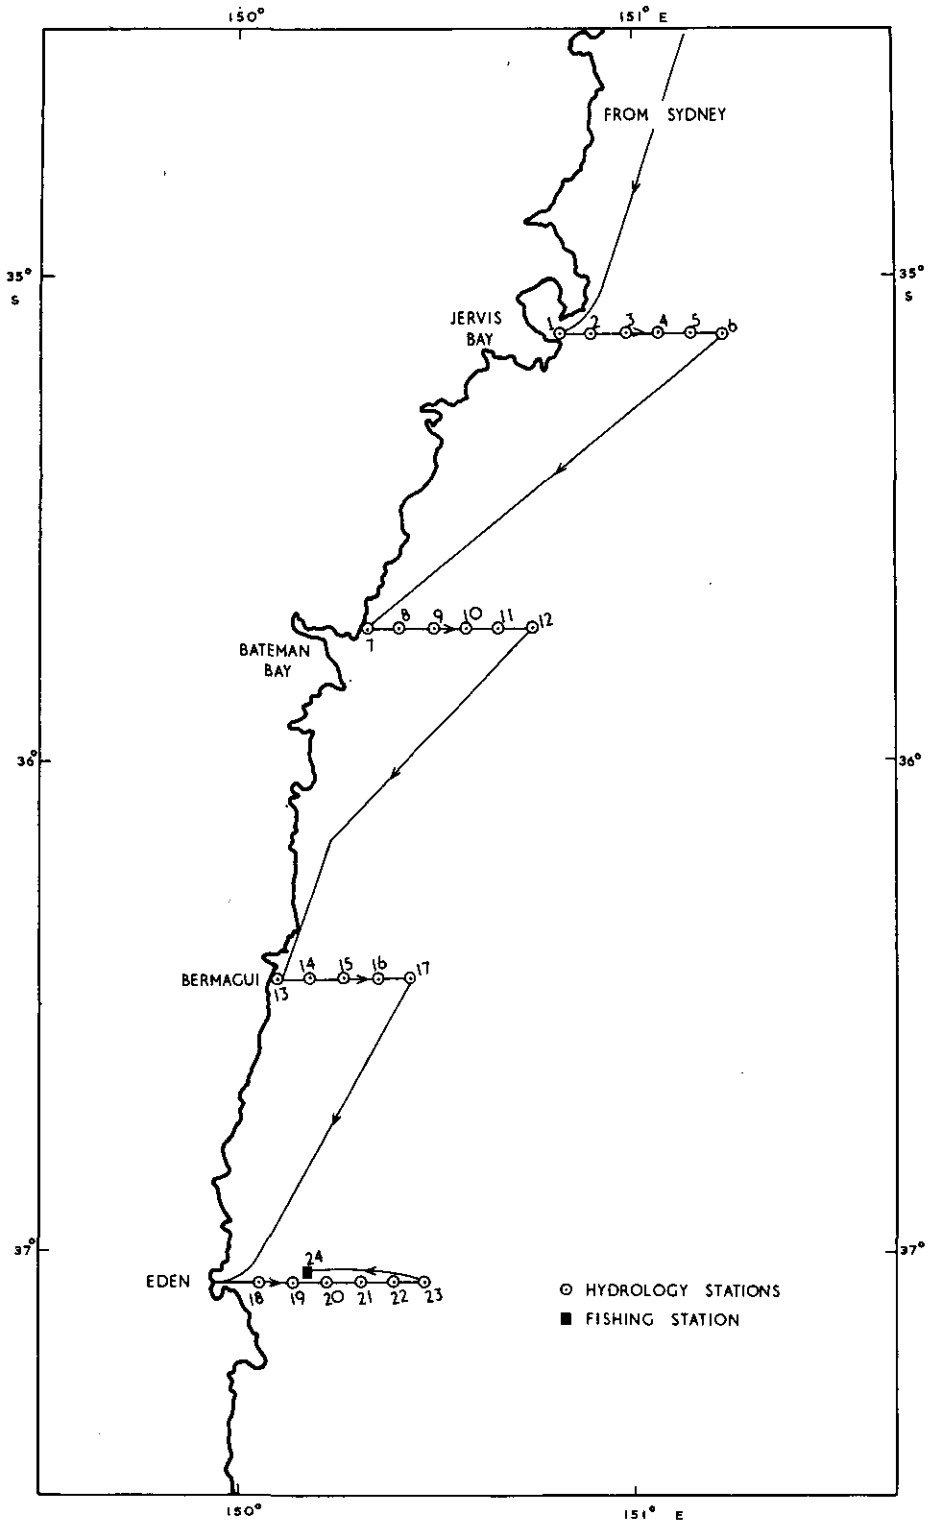 150° 151° E
FROM SYDNEY
35° 35°
S S
JERVIS
BAY
1 2 3 4 5 6
8 9 10 11 12
7
BATEMAN
BAY
36° 36°
14 15 16 17
BERMAGUI
13
37° 37°
24
EDEN
18 19 20 21 22 23
HYDROLOGY STATIONS
FISHING STATION
150° 151° E